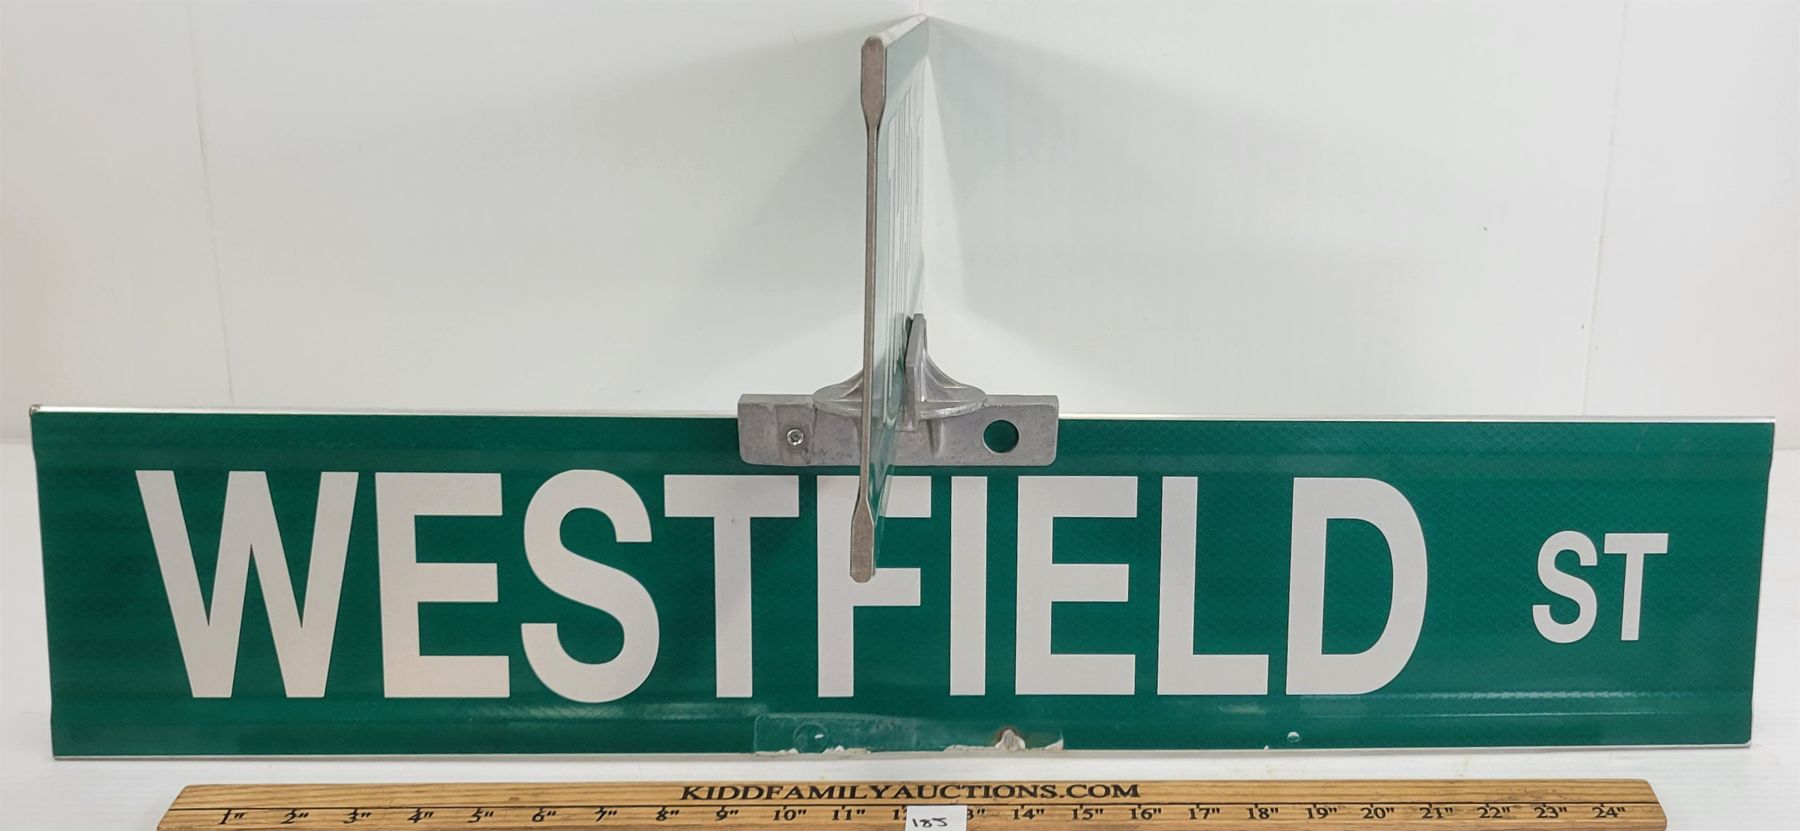 WESTFIELD ST
KIDDFAMILYAUCTIONS.COM
1" 2" 3" 4" 5" 6" 7" 8" 9" 10" 11" 14" 15" 16" 17" 18" 19" 20" 21" 22" 23" 24"
185